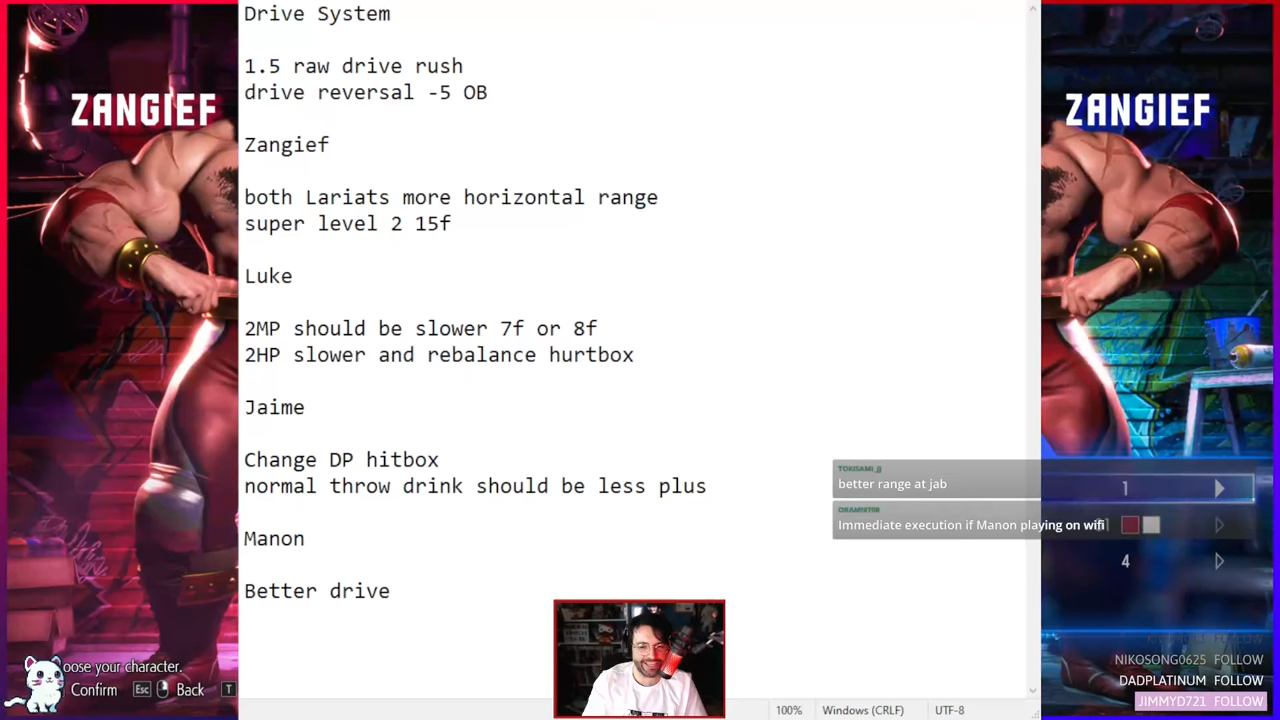 Drive System
1.5 raw drive rush
drive reversal -5 OB
ZANGIEF
ZANGIEF
Zangief
both Lariats more horizontal range
super level 2 15f
Luke
2MP should be slower 7f or 8f
2HP slower and rebalance hurtbox
Jaime
Change DP hitbox
normal throw drink should be less plus
TOKISAMI_JJ
better range at jab
1
Immediate execution if Manon playing on wifi
Manon
4
Better drive
oose your character.
Confirm Esc Back T
NIKOSONG0625 FOLLOW
DADPLATINUM FOLLOW
JIMMYD721 FOLLOW
100% Windows (CRLF) UTF-8